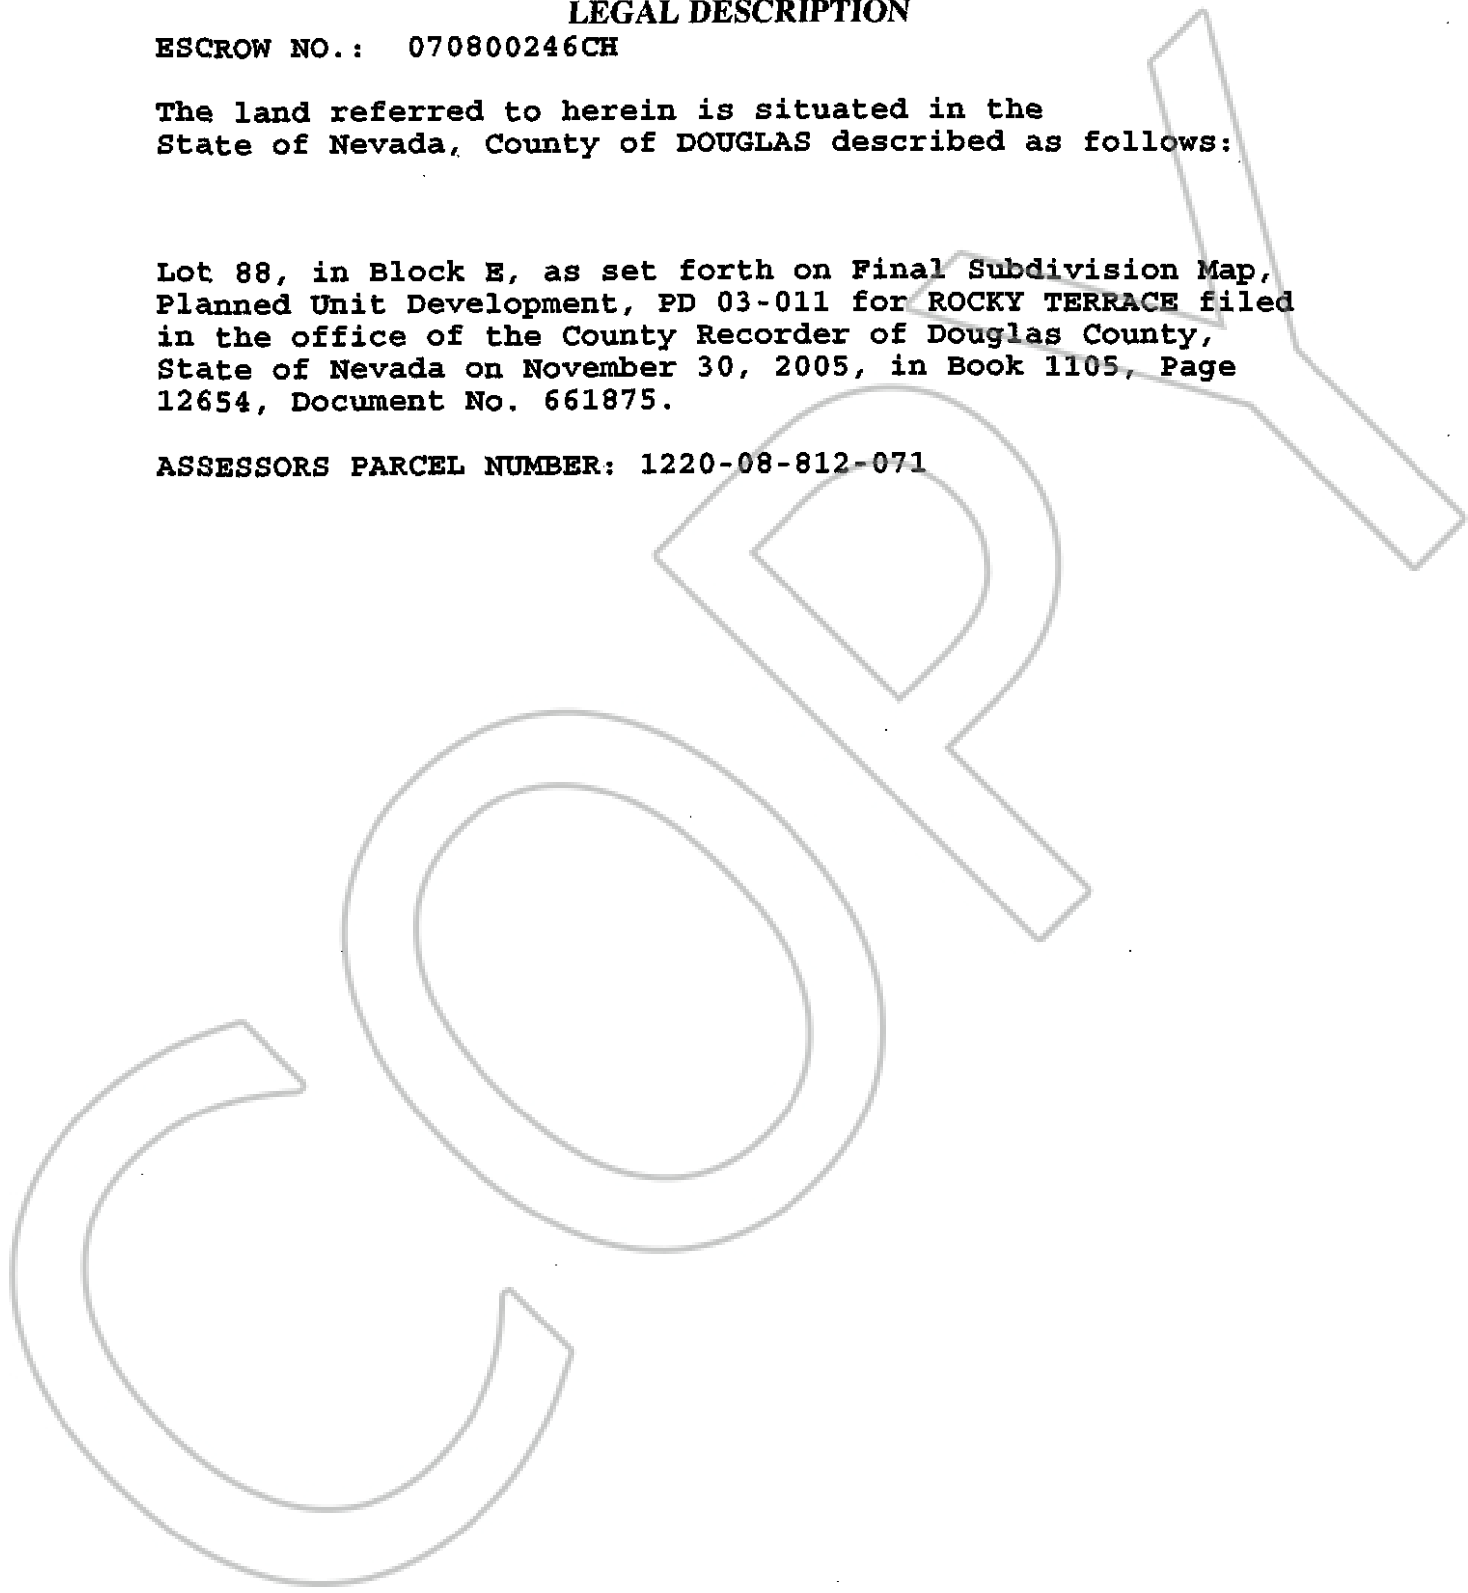 LEGAL DESCRIPTION
ESCROW NO.: 070800246CH
The land referred to herein is situated in the
State of Nevada, County of DOUGLAS described as follows:
Lot 88, in Block E, as set forth on Final Subdivision Map,
Planned Unit Development, PD 03-011 for ROCKY TERRACE filed
in the office of the County Recorder of Douglas County,
State of Nevada on November 30, 2005, in Book 1105, Page
12654, Document No. 661875.
ASSESSORS PARCEL NUMBER: 1220-08-812-071
COPY